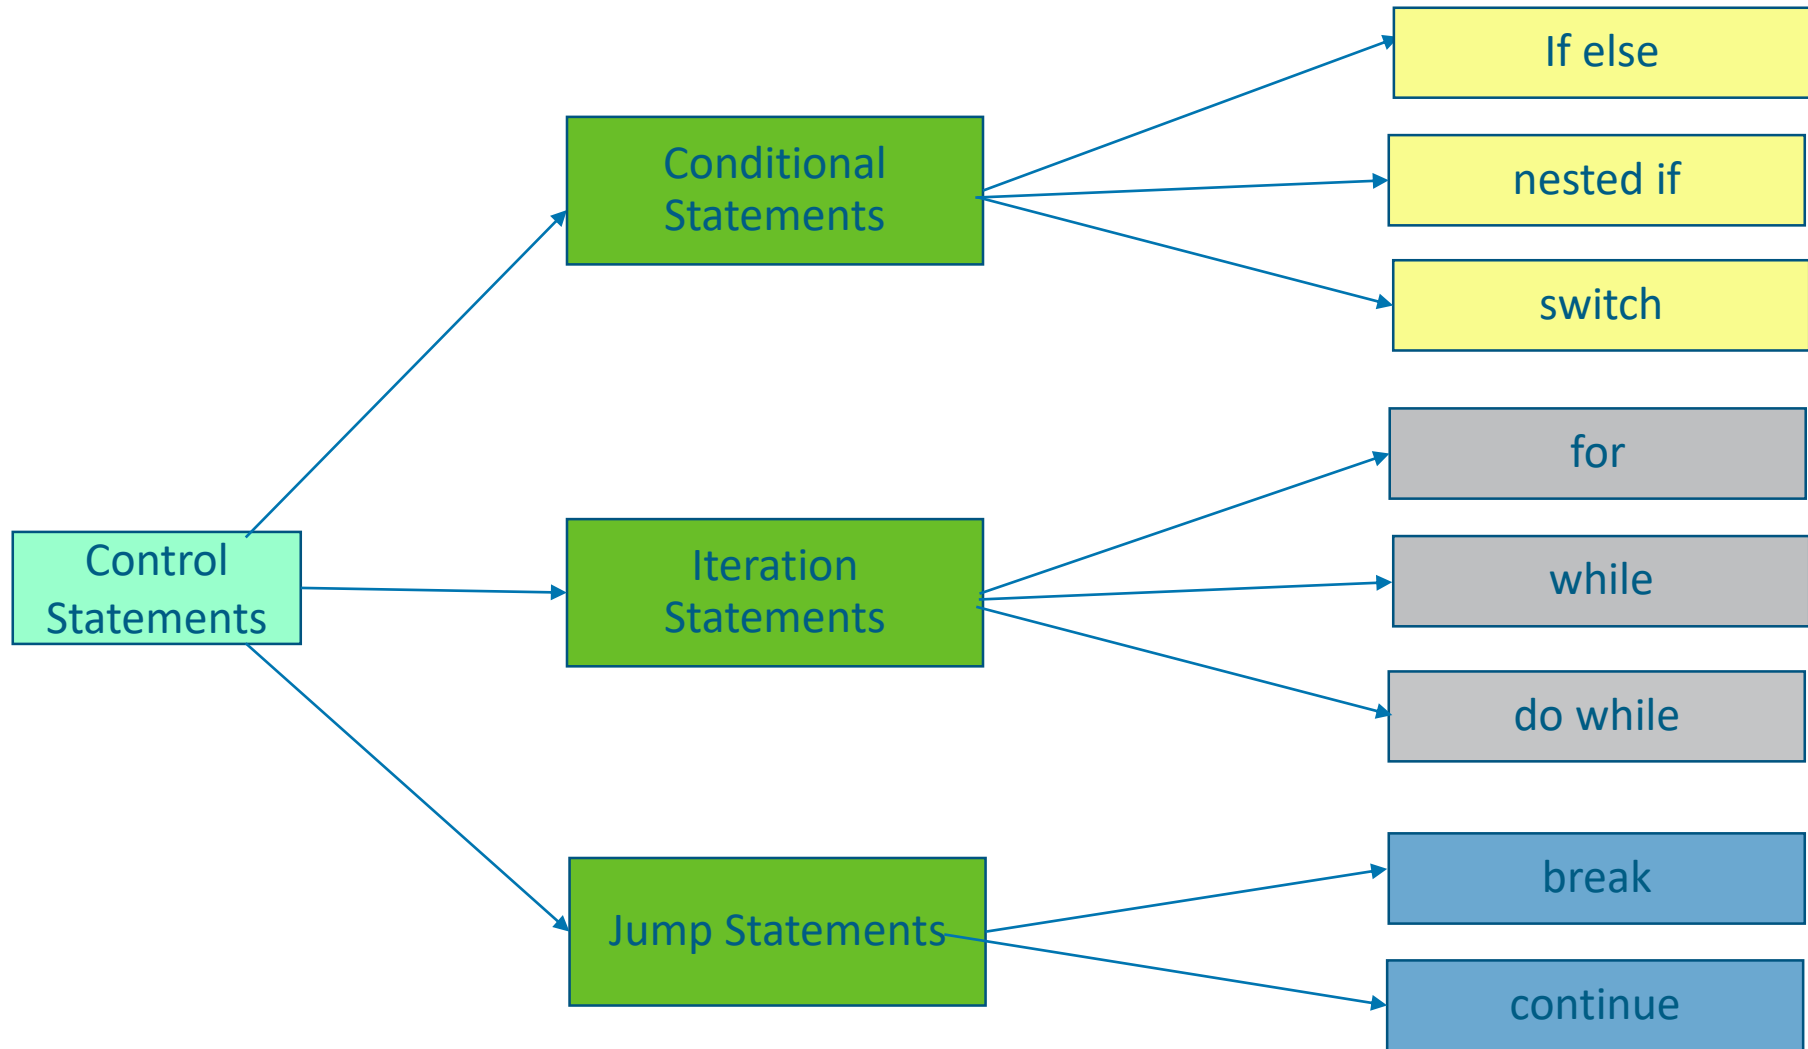 Control
Statements
Conditional
Statements
If else
nested if
switch
Iteration
Statements
for
while
do while
Jump Statements
break
continue